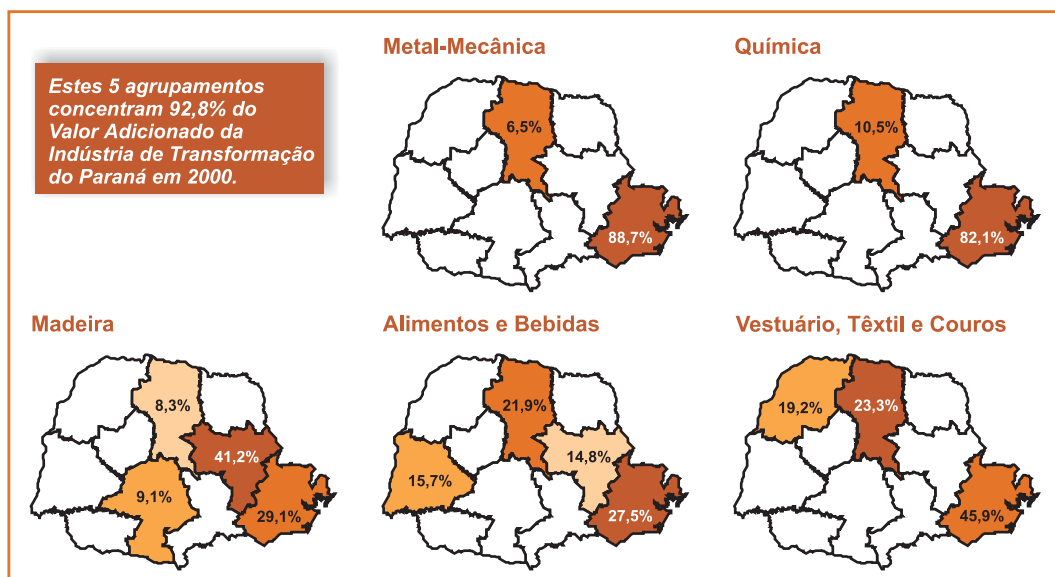 Metal-Mecânica
Química
Estes 5 agrupamentos
concentram 92,8% do
Valor Adicionado da
Indústria de Transformação
do Paraná em 2000.
6,5%
88,7%
10,5%
82,1%
Madeira
Alimentos e Bebidas
Vestuário, Têxtil e Couros
8,3%
41,2%
9,1%
29,1%
21,9%
14,8%
15,7%
27,5%
19,2%
23,3%
45,9%